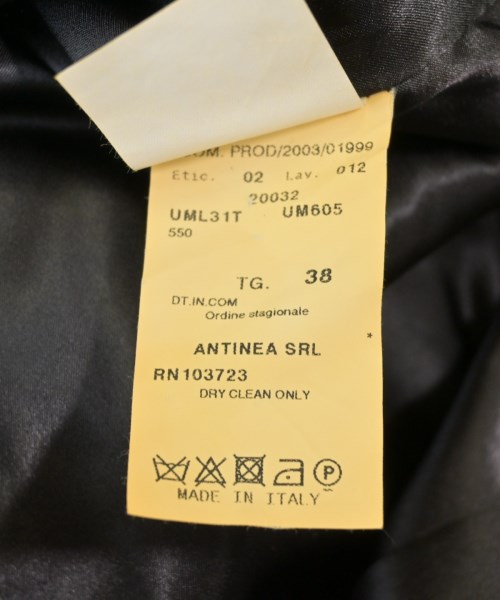 COM. PROD/2003/01999
Etic. 02 Lav. 012
20032
UML31T UM605
550
TG. 38
DT.IN.COM
Ordine stagionale
*
ANTINEA SRL
RN103723
DRY CLEAN ONLY
P
MADE IN ITALY